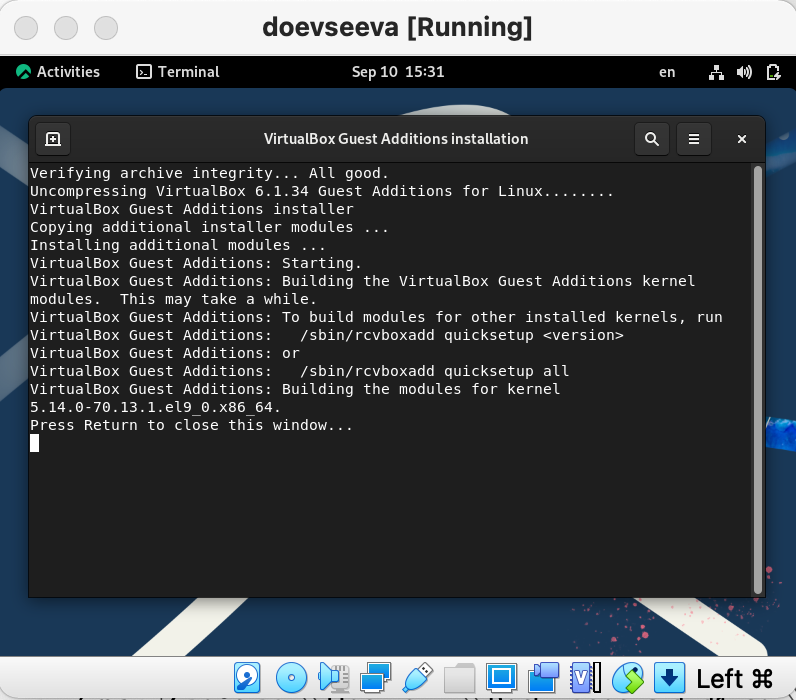 doevseeva [Running]
Activities Terminal Sep 10 15:31 en
VirtualBox Guest Additions installation
Verifying archive integrity... All good.
Uncompressing VirtualBox 6.1.34 Guest Additions for Linux........
VirtualBox Guest Additions installer
Copying additional installer modules ...
Installing additional modules ...
VirtualBox Guest Additions: Starting.
VirtualBox Guest Additions: Building the VirtualBox Guest Additions kernel
modules.  This may take a while.
VirtualBox Guest Additions: To build modules for other installed kernels, run
VirtualBox Guest Additions:   /sbin/rcvboxadd quicksetup <version>
VirtualBox Guest Additions: or
VirtualBox Guest Additions:   /sbin/rcvboxadd quicksetup all
VirtualBox Guest Additions: Building the modules for kernel
5.14.0-70.13.1.el9_0.x86_64.
Press Return to close this window...
Left ⌘